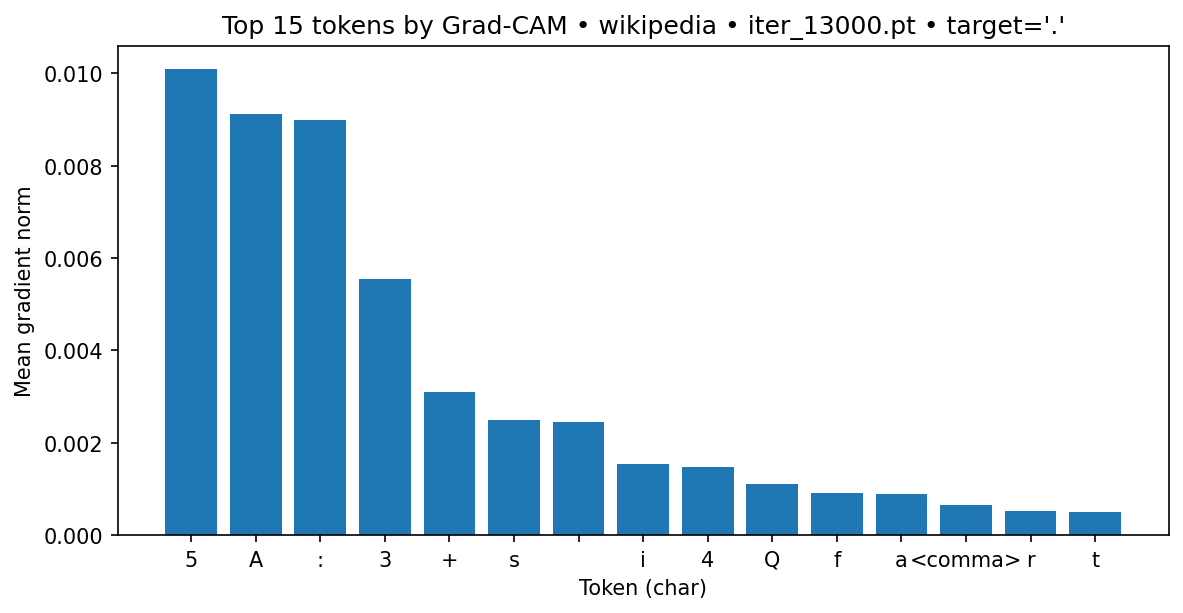 Top 15 tokens by Grad-CAM • wikipedia • iter_13000.pt • target='.'
Mean gradient norm
0.010
0.008
0.006
0.004
0.002
0.000
5 A : 3 + s i 4 Q f a <comma> r t
Token (char)